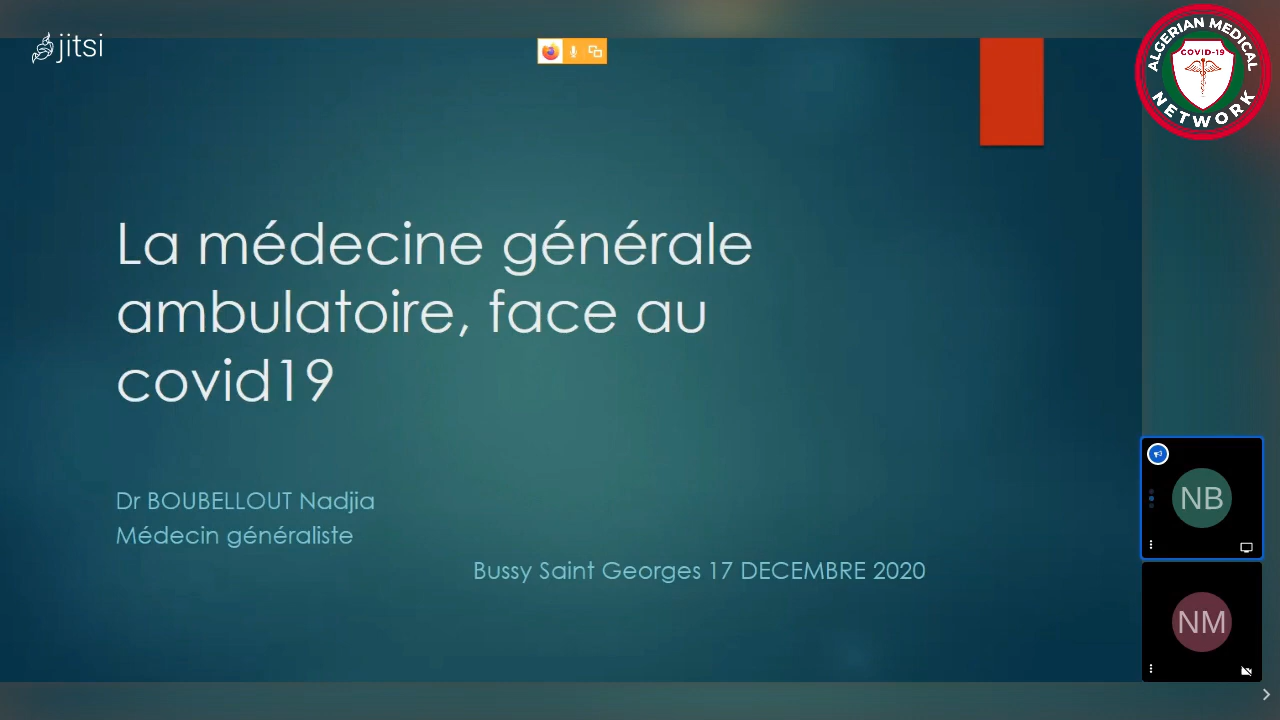 jitsi
ALGERIAN MEDICAL
COVID-19
NETWORK
La médecine générale
ambulatoire, face au
covid19
Dr BOUBELLOUT Nadjia
Médecin généraliste
Bussy Saint Georges 17 DECEMBRE 2020
NB
NM